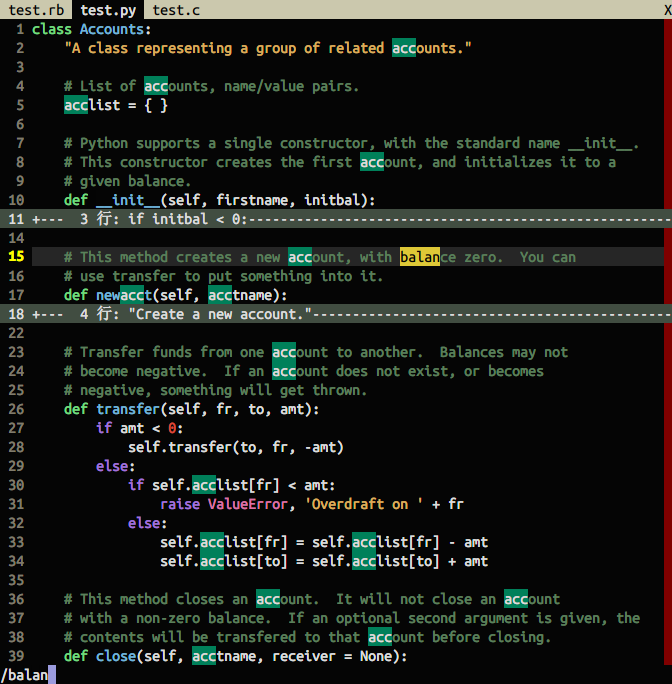 test.rb test.py test.c X
1 class Accounts:
2     "A class representing a group of related accounts."
3
4     # List of accounts, name/value pairs.
5     acclist = { }
6
7     # Python supports a single constructor, with the standard name __init__.
8     # This constructor creates the first account, and initializes it to a
9     # given balance.
10     def __init__(self, firstname, initbal):
11 +---  3 行: if initbal < 0:-----------------------------------------------------
14
15     # This method creates a new account, with balance zero.  You can
16     # use transfer to put something into it.
17     def newacct(self, acctname):
18 +---  4 行: "Create a new account."---------------------------------------------
22
23     # Transfer funds from one account to another.  Balances may not
24     # become negative.  If an account does not exist, or becomes
25     # negative, something will get thrown.
26     def transfer(self, fr, to, amt):
27         if amt < 0:
28             self.transfer(to, fr, -amt)
29         else:
30             if self.acclist[fr] < amt:
31                 raise ValueError, 'Overdraft on ' + fr
32             else:
33                 self.acclist[fr] = self.acclist[fr] - amt
34                 self.acclist[to] = self.acclist[to] + amt
35
36     # This method closes an account.  It will not close an account
37     # with a non-zero balance.  If an optional second argument is given, the
38     # contents will be transfered to that account before closing.
39     def close(self, acctname, receiver = None):
/balan